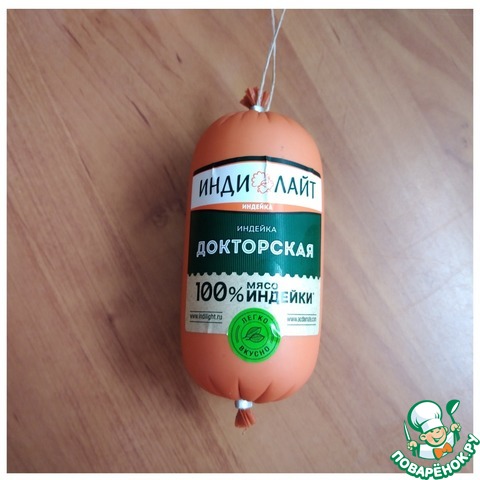 ИНДИ ЛАЙТ
ИНДЕЙКА
ИНДЕЙКА
ДОКТОРСКАЯ
100% МЯСО ИНДЕЙКИ*
www.indilight.ru
ЛЕГКО
ВКУСНО
ПОВАРЁНОК.РУ